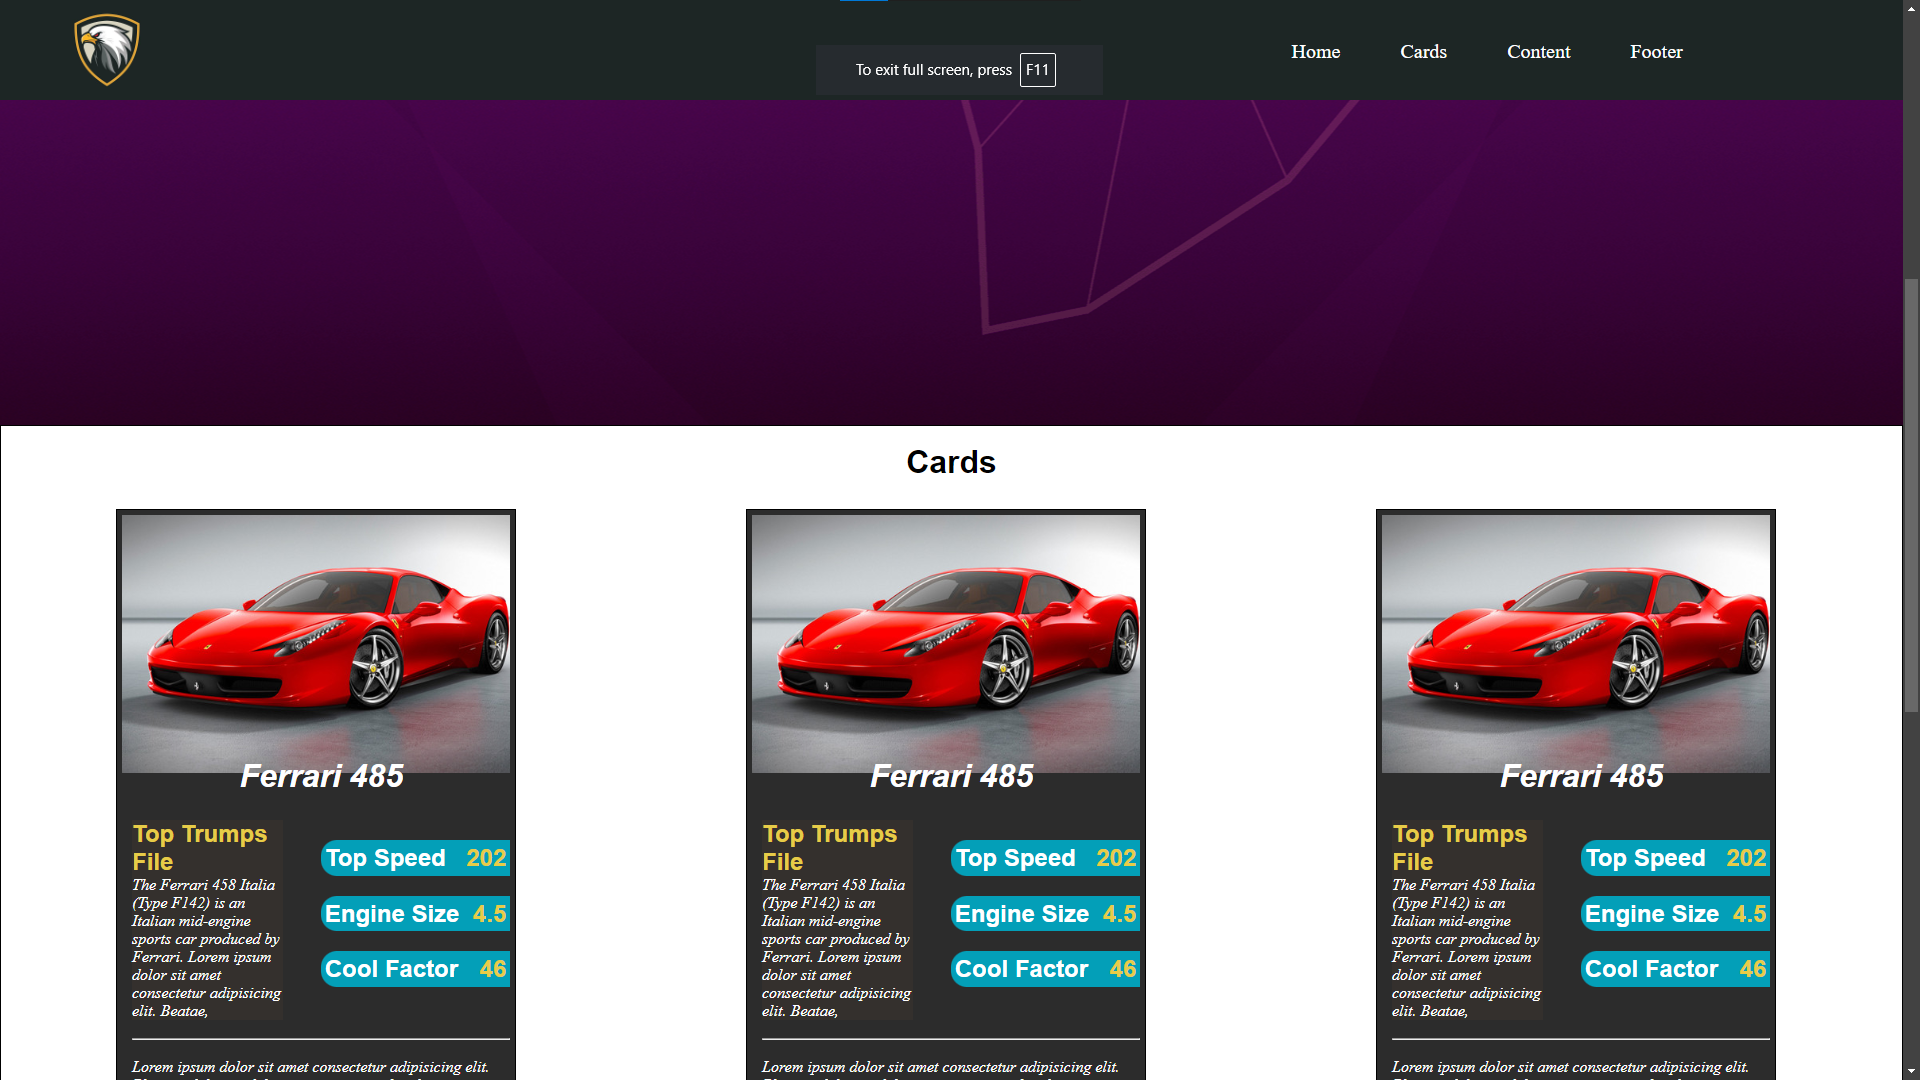 To exit full screen, press F11
Home Cards Content Footer
Cards
Ferrari 485
Top Trumps
File
The Ferrari 458 Italia
(Type F142) is an
Italian mid-engine
sports car produced by
Ferrari. Lorem ipsum
dolor sit amet
consectetur adipisicing
elit. Beatae,
Top Speed 202
Engine Size 4.5
Cool Factor 46
Lorem ipsum dolor sit amet consectetur adipisicing elit.
Ferrari 485
Top Trumps
File
The Ferrari 458 Italia
(Type F142) is an
Italian mid-engine
sports car produced by
Ferrari. Lorem ipsum
dolor sit amet
consectetur adipisicing
elit. Beatae,
Top Speed 202
Engine Size 4.5
Cool Factor 46
Lorem ipsum dolor sit amet consectetur adipisicing elit.
Ferrari 485
Top Trumps
File
The Ferrari 458 Italia
(Type F142) is an
Italian mid-engine
sports car produced by
Ferrari. Lorem ipsum
dolor sit amet
consectetur adipisicing
elit. Beatae,
Top Speed 202
Engine Size 4.5
Cool Factor 46
Lorem ipsum dolor sit amet consectetur adipisicing elit.